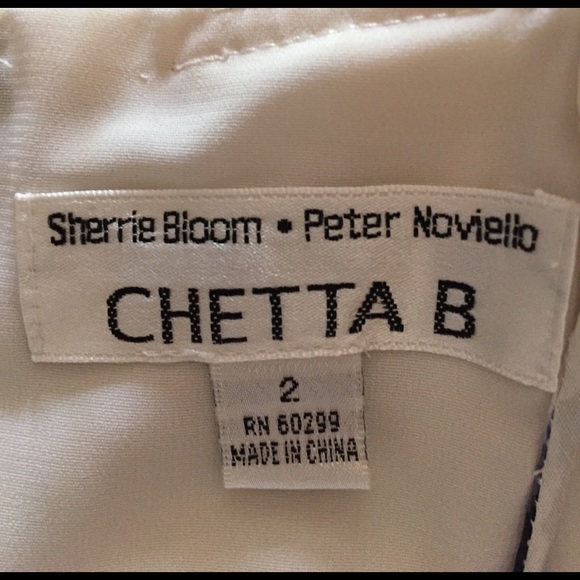 Sherrie Bloom • Peter Noviello
CHETTA B
2
RN 60299
MADE IN CHINA